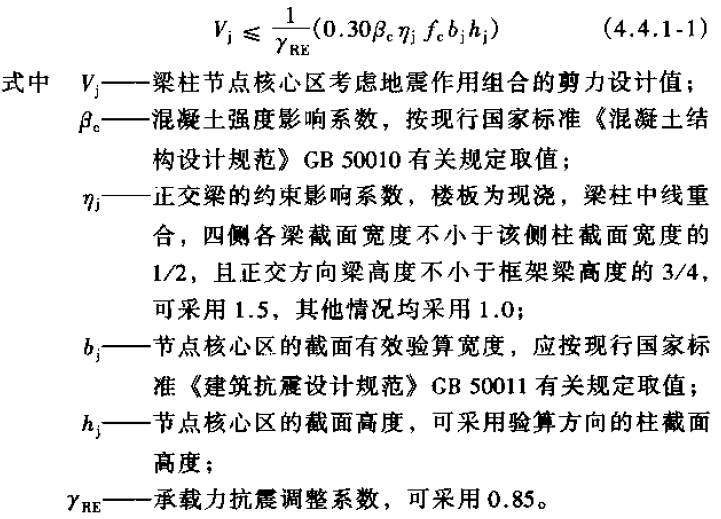 V_j ≤ 1/γ_RE (0.30β_c η_j f_c b_j h_j) (4.4.1-1)
式中 V_j——梁柱节点核心区考虑地震作用组合的剪力设计值；
β_c——混凝土强度影响系数，按现行国家标准《混凝土结
构设计规范》GB 50010 有关规定取值；
η_j——正交梁的约束影响系数，楼板为现浇，梁柱中线重
合，四侧各梁截面宽度不小于该侧柱截面宽度的
1/2，且正交方向梁高度不小于框架梁高度的 3/4，
可采用 1.5，其他情况均采用 1.0；
b_j——节点核心区的截面有效验算宽度，应按现行国家标
准《建筑抗震设计规范》GB 50011 有关规定取值；
h_j——节点核心区的截面高度，可采用验算方向的柱截面
高度；
γ_RE——承载力抗震调整系数，可采用 0.85。